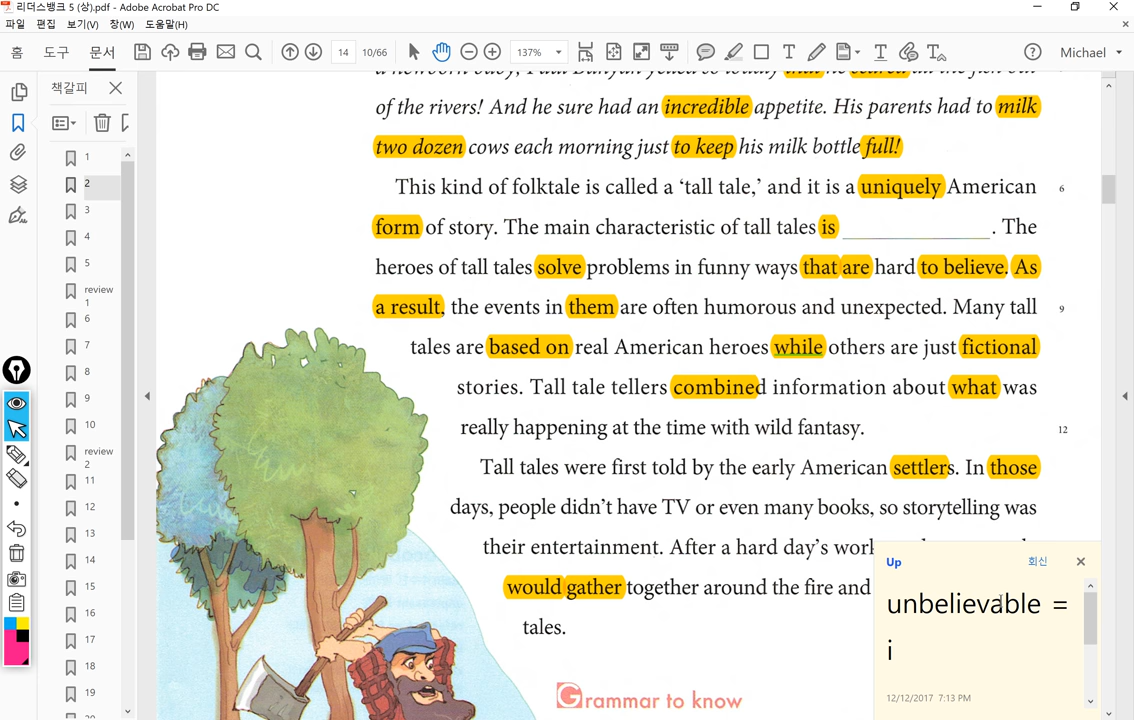 리더스뱅크 5 (상).pdf - Adobe Acrobat Pro DC
파일 편집 보기(V) 창(W) 도움말(H)
홈 도구 문서 14 10/66 137% Michael
책갈피
1
2
3
4
5
review 1
6
7
8
9
10
review 2
11
12
13
14
15
16
17
18
19
of the rivers! And he sure had an incredible appetite. His parents had to milk
two dozen cows each morning just to keep his milk bottle full!
This kind of folktale is called a ‘tall tale,’ and it is a uniquely American 6
form of story. The main characteristic of tall tales is ______________. The
heroes of tall tales solve problems in funny ways that are hard to believe. As
a result, the events in them are often humorous and unexpected. Many tall 9
tales are based on real American heroes while others are just fictional
stories. Tall tale tellers combined information about what was
really happening at the time with wild fantasy. 12
Tall tales were first told by the early American settlers. In those
days, people didn’t have TV or even many books, so storytelling was
their entertainment. After a hard day’s work
would gather together around the fire and
tales.
Grammar to know
Up 회신
unbelievable =
i
12/12/2017 7:13 PM